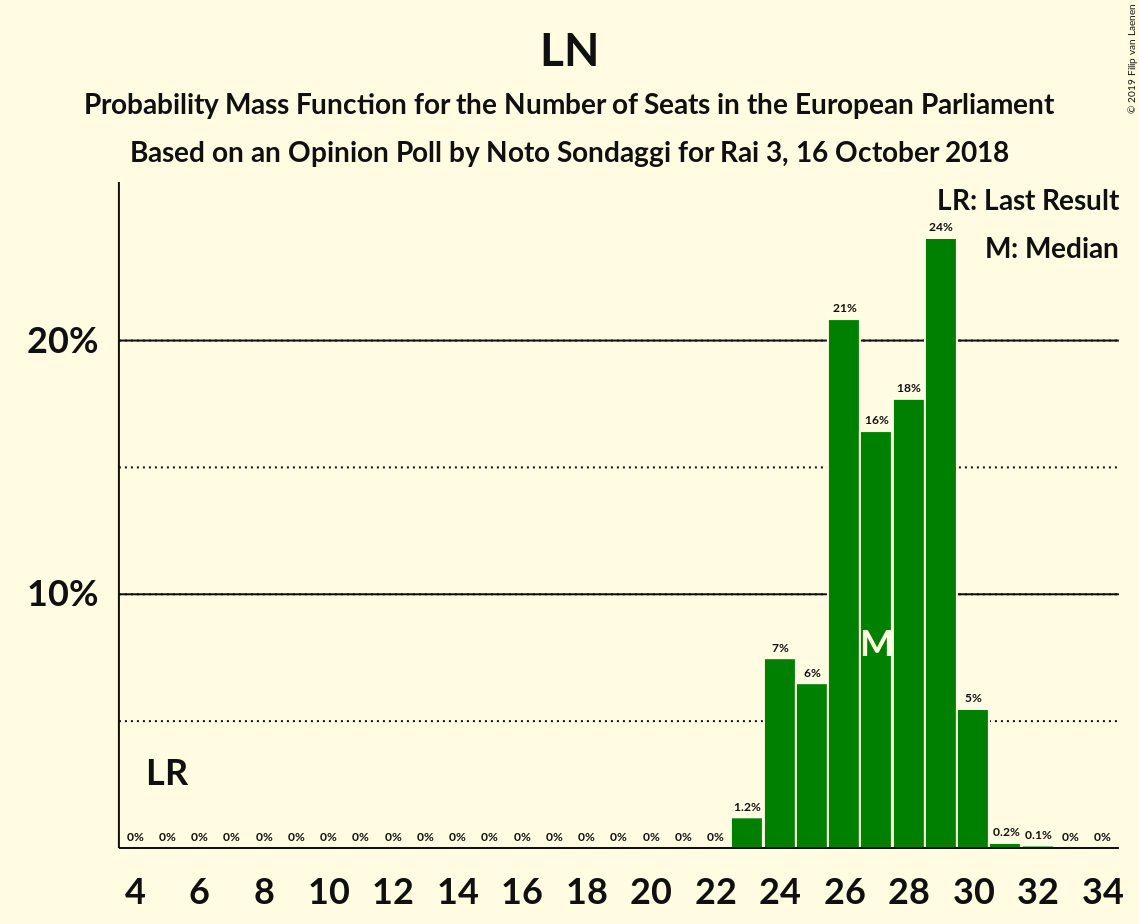 LN
Probability Mass Function for the Number of Seats in the European Parliament
Based on an Opinion Poll by Noto Sondaggi for Rai 3, 16 October 2018
© 2019 Filip van Laenen
LR: Last Result
M: Median
24%
21%
20%
18%
16%
10%
M
7%
6%
5%
LR
1.2%
0% 0% 0% 0% 0% 0% 0% 0% 0% 0% 0% 0% 0% 0% 0% 0% 0% 0% 0% 0.2% 0.1% 0% 0%
4 6 8 10 12 14 16 18 20 22 24 26 28 30 32 34